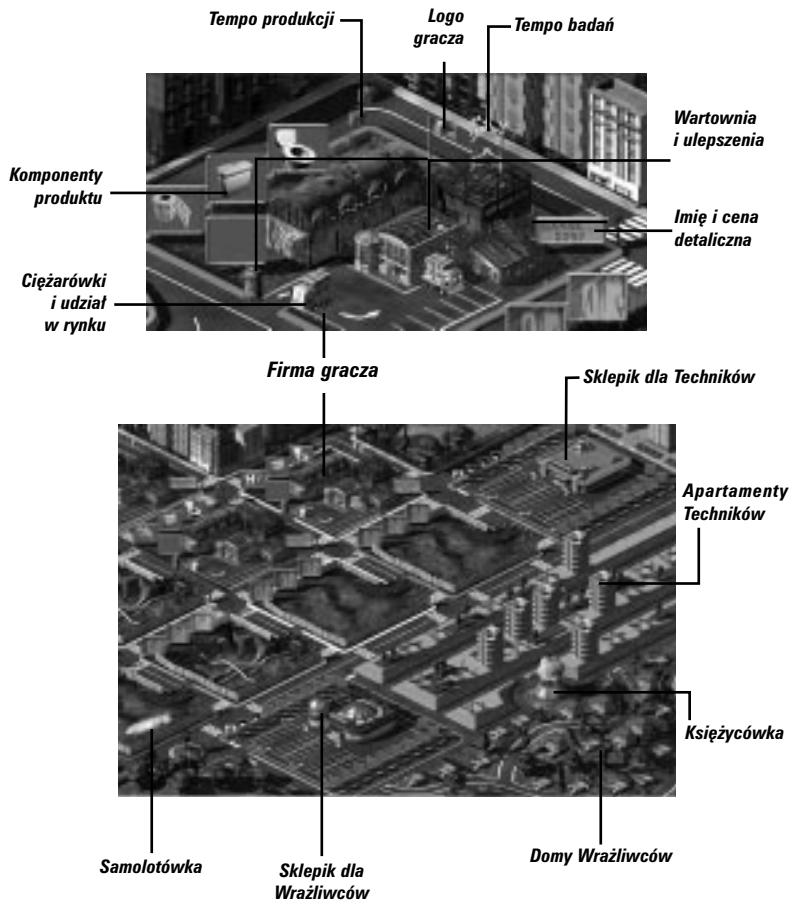 Tempo produkcji
Logo
gracza
Tempo badań
Wartownia
i ulepszenia
Komponenty
produktu
Imię i cena
detaliczna
Ciężarówki
i udział
w rynku
Firma gracza
Sklepik dla Techników
Apartamenty
Techników
Księżycówka
Samolotówka
Sklepik dla
Wrażliwców
Domy Wrażliwców